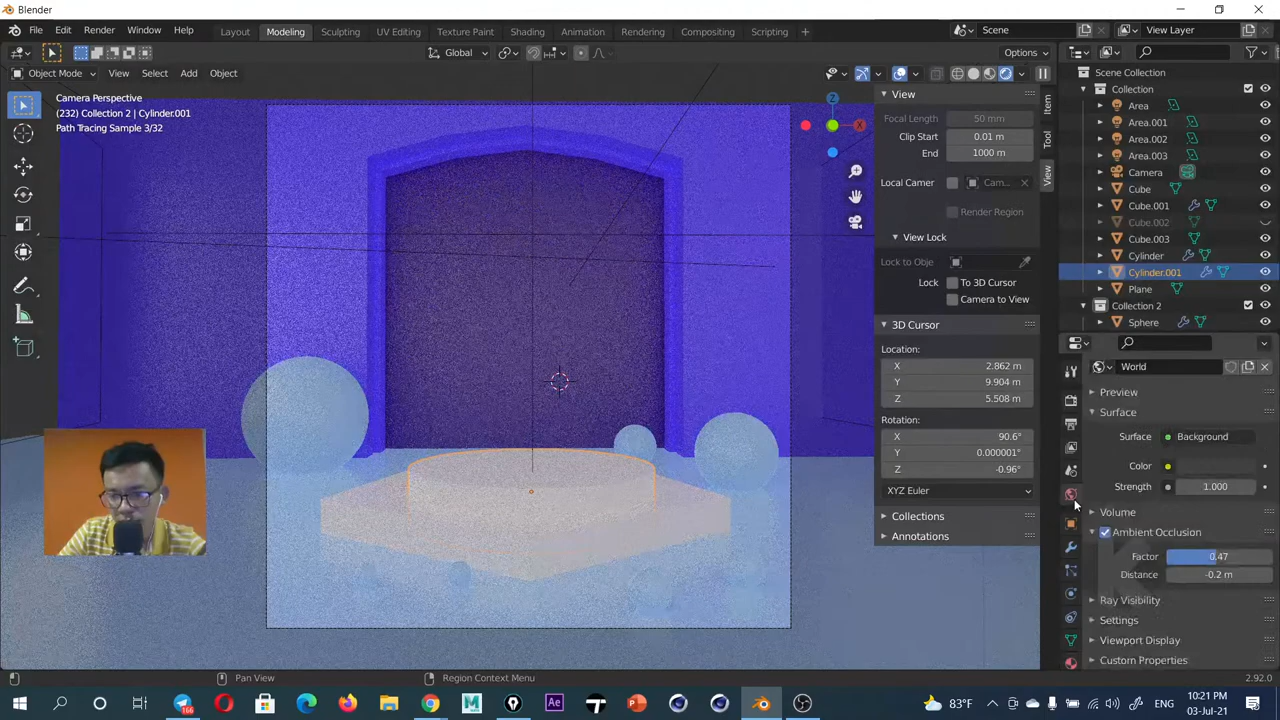 Blender
File Edit Render Window Help
Layout Modeling Sculpting UV Editing Texture Paint Shading Animation Rendering Compositing Scripting +
Scene
View Layer
Global
Options
Object Mode View Select Add Object
Camera Perspective
(232) Collection 2 | Cylinder.001
Path Tracing Sample 3/32
Z
X
View
Focal Length 50 mm
Clip Start 0.01 m
End 1000 m
Local Camer Cam...
Render Region
View Lock
Lock to Obje
Lock To 3D Cursor
Camera to View
3D Cursor
Location:
X 2.862 m
Y 9.904 m
Z 5.508 m
Rotation:
X 90.6°
Y 0.000001°
Z -0.96°
XYZ Euler
Collections
Annotations
Item
Tool
View
Scene Collection
Collection
Area
Area.001
Area.002
Area.003
Camera
Cube
Cube.001
Cube.002
Cube.003
Cylinder
Cylinder.001
Plane
Collection 2
Sphere
World
Preview
Surface
Surface Background
Color
Strength 1.000
Volume
Ambient Occlusion
Factor 0.47
Distance -0.2 m
Ray Visibility
Settings
Viewport Display
Custom Properties
Pan View
Region Context Menu
2.92.0
166
83°F
ENG
10:21 PM
03-Jul-21